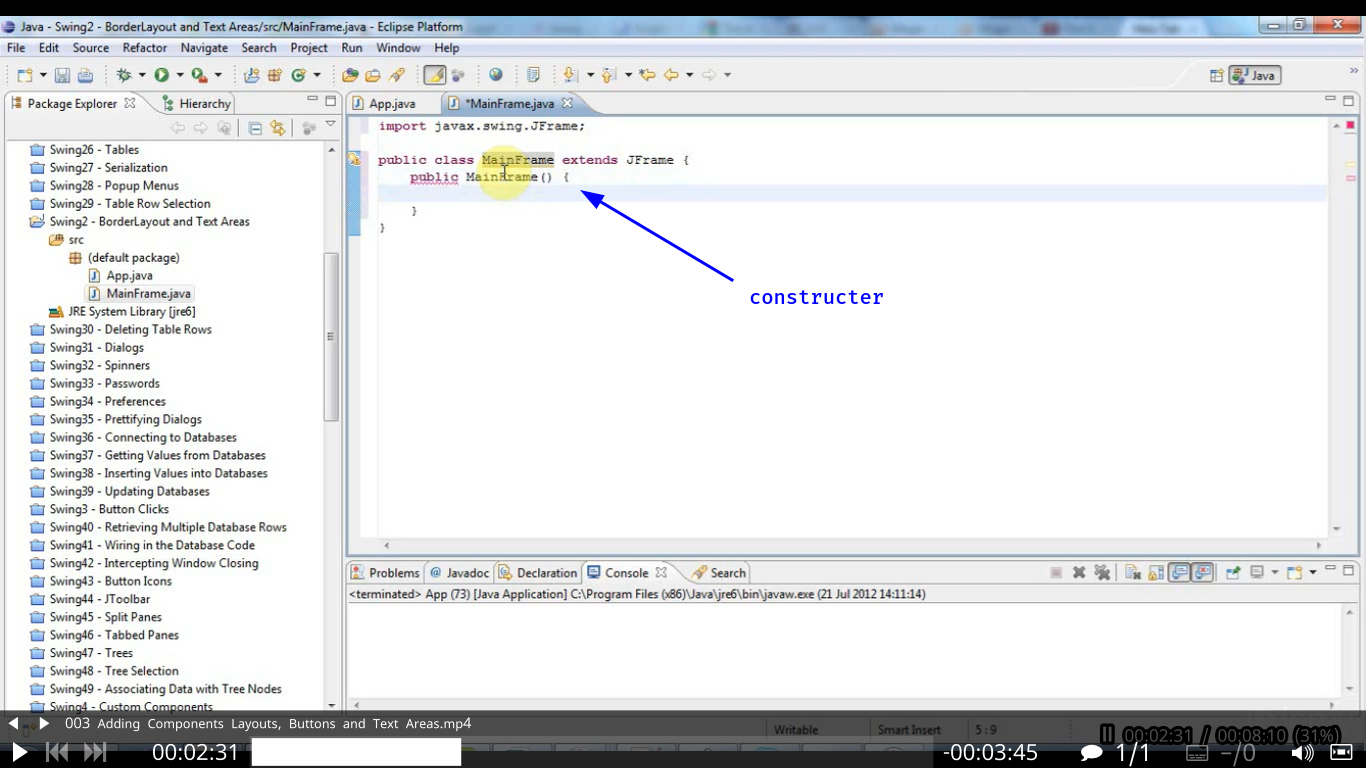 Java - Swing2 - BorderLayout and Text Areas/src/MainFrame.java - Eclipse Platform
File Edit Source Refactor Navigate Search Project Run Window Help
Java
Package Explorer Hierarchy
App.java *MainFrame.java
Swing26 - Tables
Swing27 - Serialization
Swing28 - Popup Menus
Swing29 - Table Row Selection
Swing2 - BorderLayout and Text Areas
src
(default package)
App.java
MainFrame.java
JRE System Library [jre6]
Swing30 - Deleting Table Rows
Swing31 - Dialogs
Swing32 - Spinners
Swing33 - Passwords
Swing34 - Preferences
Swing35 - Prettifying Dialogs
Swing36 - Connecting to Databases
Swing37 - Getting Values from Databases
Swing38 - Inserting Values into Databases
Swing39 - Updating Databases
Swing3 - Button Clicks
Swing40 - Retrieving Multiple Database Rows
Swing41 - Wiring in the Database Code
Swing42 - Intercepting Window Closing
Swing43 - Button Icons
Swing44 - JToolbar
Swing45 - Split Panes
Swing46 - Tabbed Panes
Swing47 - Trees
Swing48 - Tree Selection
Swing49 - Associating Data with Tree Nodes
Swing4 - Custom Components
import javax.swing.JFrame;
public class MainFrame extends JFrame {
public MainFrame() {
}
}
constructer
Problems @ Javadoc Declaration Console Search
<terminated> App (73) [Java Application] C:\Program Files (x86)\Java\jre6\bin\javaw.exe (21 Jul 2012 14:11:14)
003 Adding Components Layouts, Buttons and Text Areas.mp4
Writable Smart Insert 5 : 9
00:02:31 / 00:08:10 (31%)
00:02:31 -00:03:45 1/1 -/0